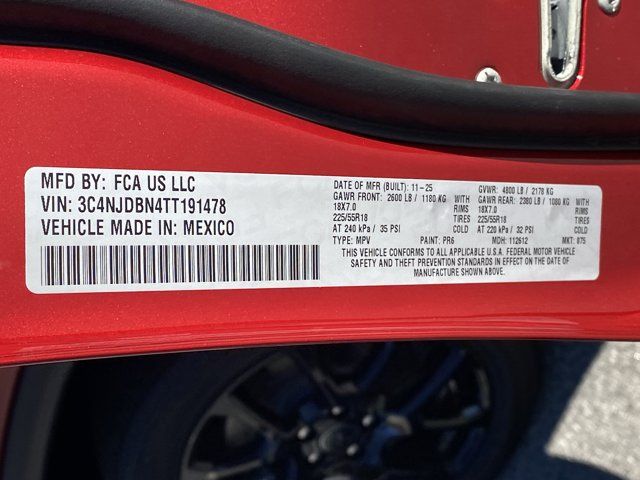 MFD BY: FCA US LLC
VIN: 3C4NJDBN4TT191478
VEHICLE MADE IN: MEXICO
DATE OF MFR (BUILT): 11-25 GVWR: 4800 LB / 2178 KG
GAWR FRONT: 2600 LB / 1180 KG WITH GAWR REAR: 2380 LB / 1080 KG WITH
18X7.0 RIMS 18X7.0 RIMS
225/55R18 TIRES 225/55R18 TIRES
AT 240 kPa / 35 PSI AT 220 kPa / 32 PSI
TYPE: MPV PAINT: PR6 MDH: 112612 MKT: 875
THIS VEHICLE CONFORMS TO ALL APPLICABLE U.S.A. FEDERAL MOTOR VEHICLE
SAFETY AND THEFT PREVENTION STANDARDS IN EFFECT ON THE DATE OF
MANUFACTURE SHOWN ABOVE.